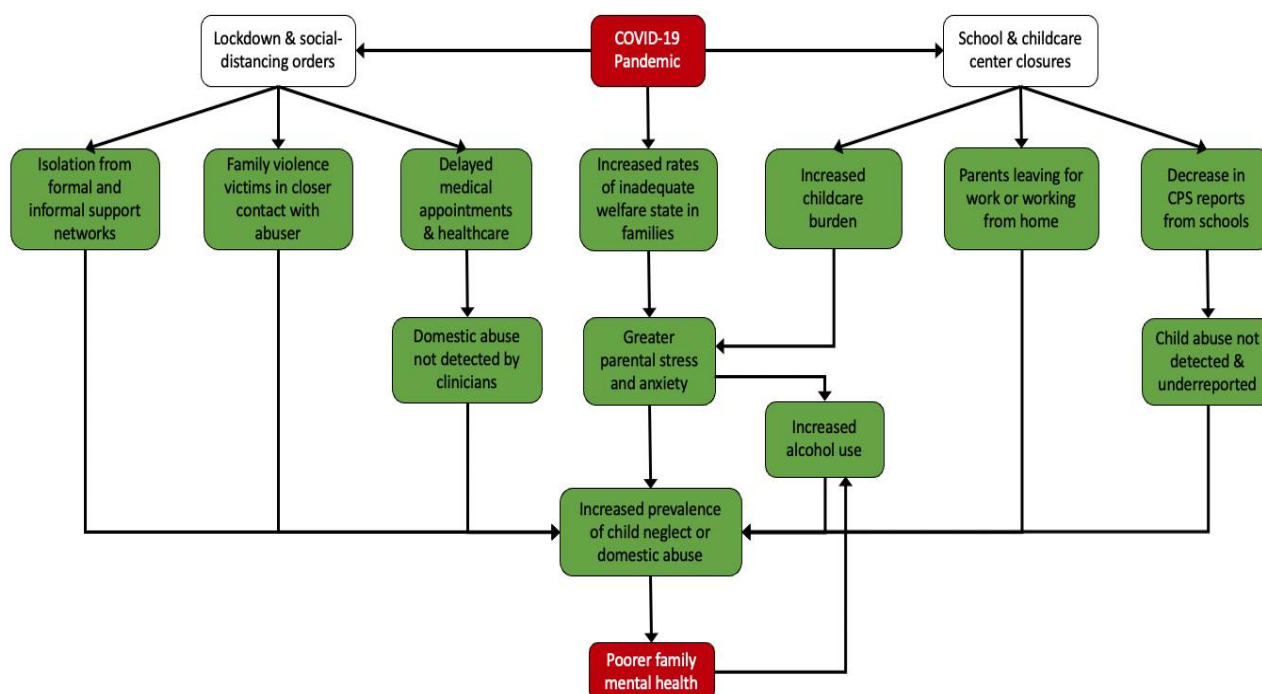 Lockdown & social-
distancing orders
COVID-19
Pandemic
School & childcare
center closures
Isolation from
formal and
informal support
networks
Family violence
victims in closer
contact with
abuser
Delayed
medical
appointments
& healthcare
Increased rates
of inadequate
welfare state in
families
Increased
childcare
burden
Parents leaving for
work or working
from home
Decrease in
CPS reports
from schools
Domestic abuse
not detected by
clinicians
Greater
parental stress
and anxiety
Child abuse not
detected &
underreported
Increased
alcohol use
Increased prevalence
of child neglect or
domestic abuse
Poorer family
mental health